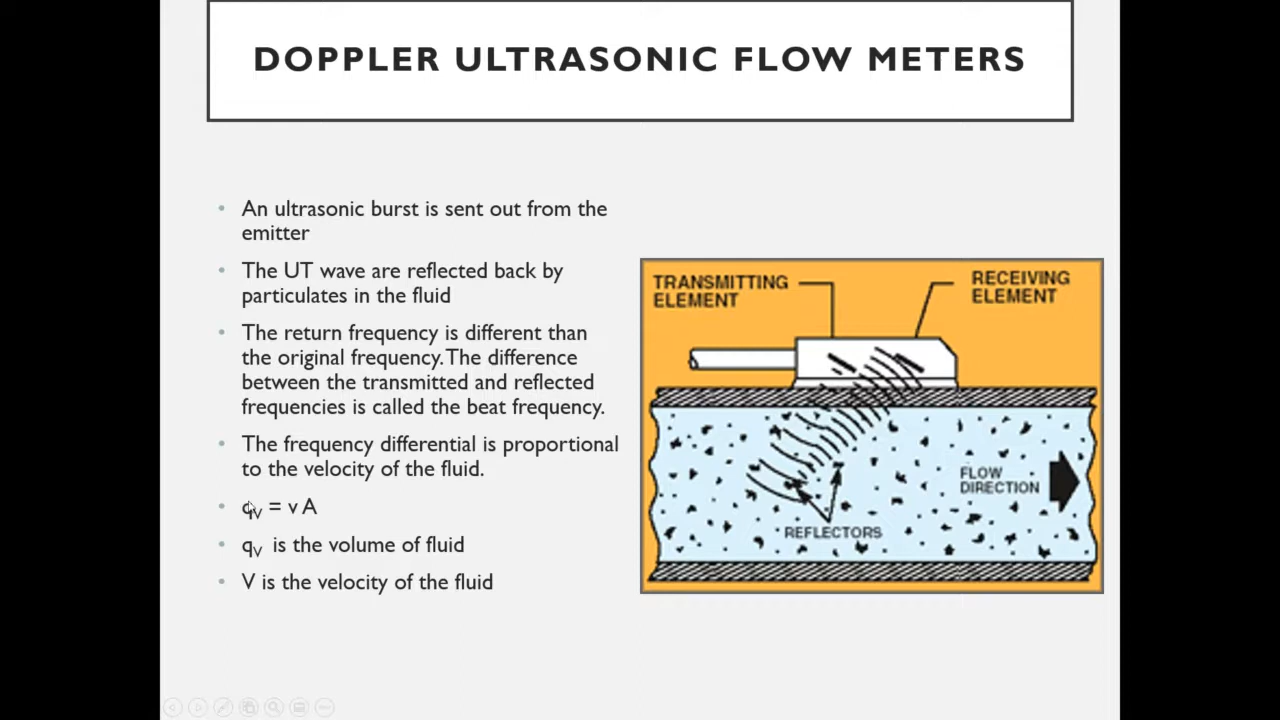 DOPPLER ULTRASONIC FLOW METERS
• An ultrasonic burst is sent out from the
emitter
• The UT wave are reflected back by
particulates in the fluid
• The return frequency is different than
the original frequency. The difference
between the transmitted and reflected
frequencies is called the beat frequency.
• The frequency differential is proportional
to the velocity of the fluid.
• qV = v A
• qV is the volume of fluid
• V is the velocity of the fluid
TRANSMITTING
ELEMENT
RECEIVING
ELEMENT
FLOW
DIRECTION
REFLECTORS